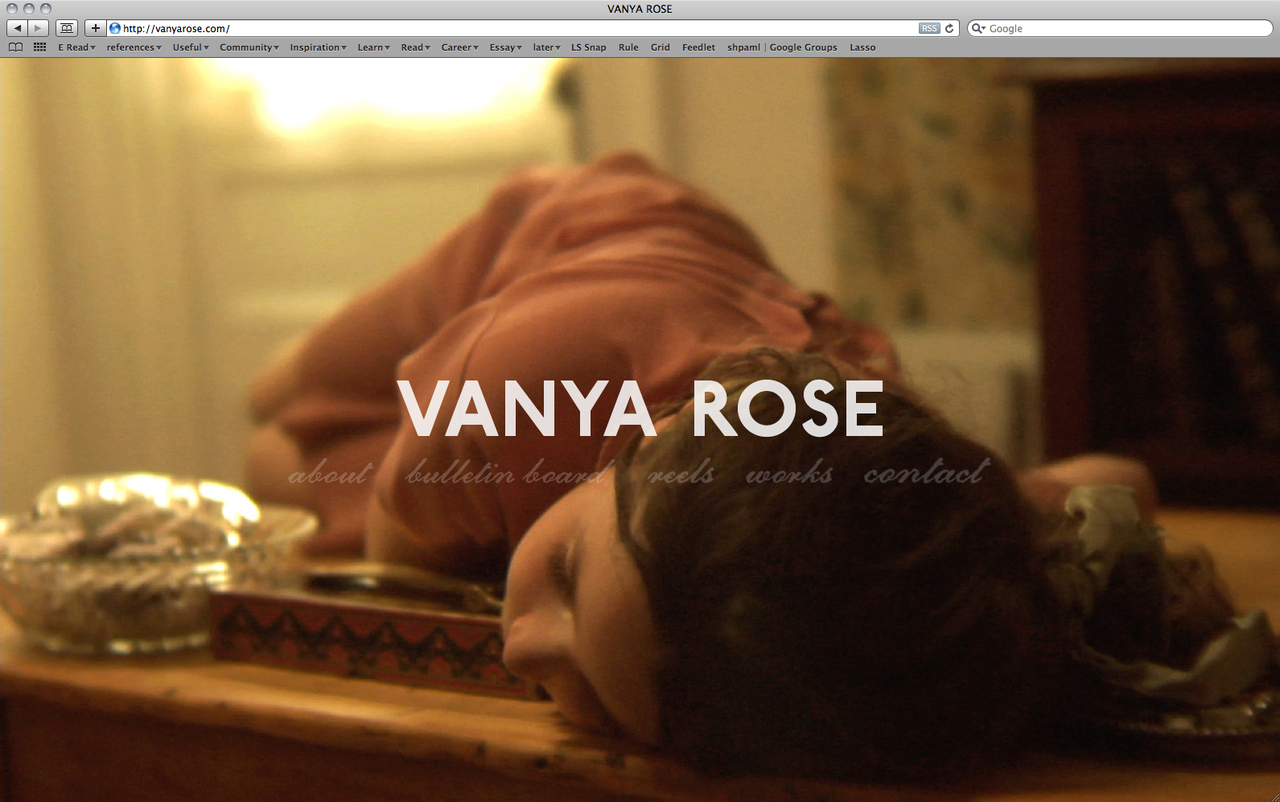 VANYA ROSE
http://vanyarose.com/ RSS Google
E Read references Useful Community Inspiration Learn Read Career Essay later LS Snap Rule Grid Feedlet shpaml | Google Groups Lasso
VANYA ROSE
about bulletin board reels works contact